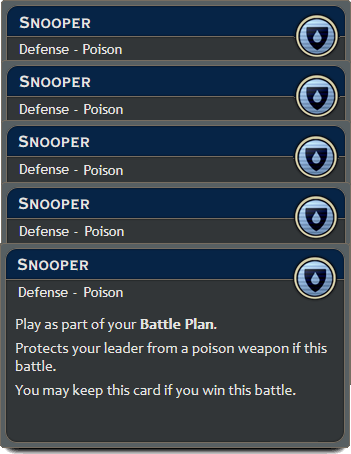 Snooper
Defense - Poison
Snooper
Defense - Poison
Snooper
Defense - Poison
Snooper
Defense - Poison
Snooper
Defense - Poison
Play as part of your Battle Plan.
Protects your leader from a poison weapon if this
battle.
You may keep this card if you win this battle.